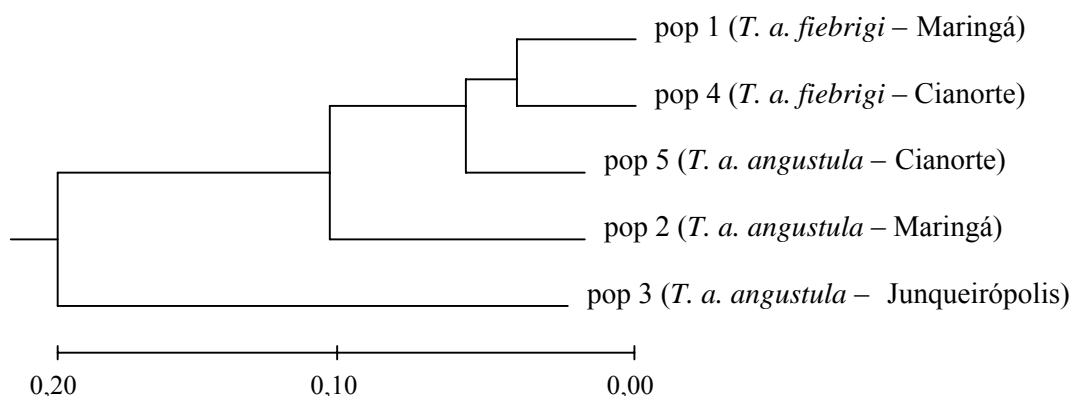 pop 1 (T. a. fiebrigi – Maringá)
pop 4 (T. a. fiebrigi – Cianorte)
pop 5 (T. a. angustula – Cianorte)
pop 2 (T. a. angustula – Maringá)
pop 3 (T. a. angustula – Junqueirópolis)
0,20 0,10 0,00